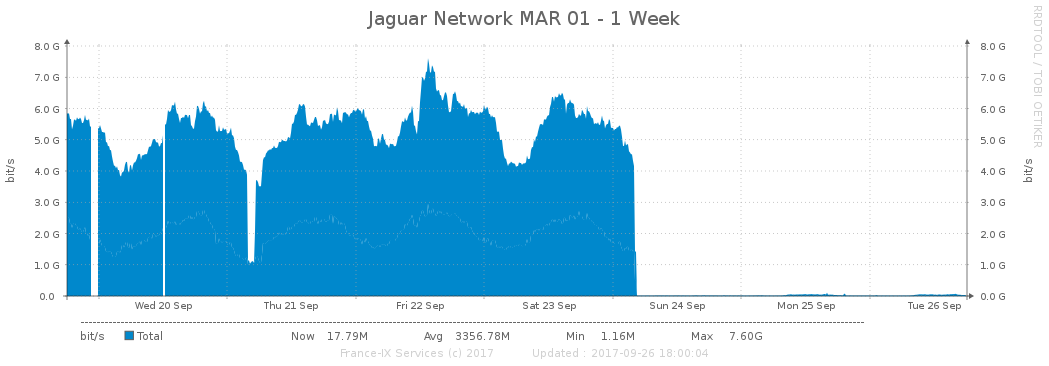 Jaguar Network MAR 01 - 1 Week
RRDTOOL / TOBI OETIKER
8.0 G 8.0 G
7.0 G 7.0 G
6.0 G 6.0 G
5.0 G 5.0 G
4.0 G 4.0 G
3.0 G 3.0 G
2.0 G 2.0 G
1.0 G 1.0 G
0.0 0.0 G
bit/s bit/s
Wed 20 Sep Thu 21 Sep Fri 22 Sep Sat 23 Sep Sun 24 Sep Mon 25 Sep Tue 26 Sep
bit/s Total Now 17.79M Avg 3356.78M Min 1.16M Max 7.60G
France-IX Services (c) 2017 Updated : 2017-09-26 18:00:04